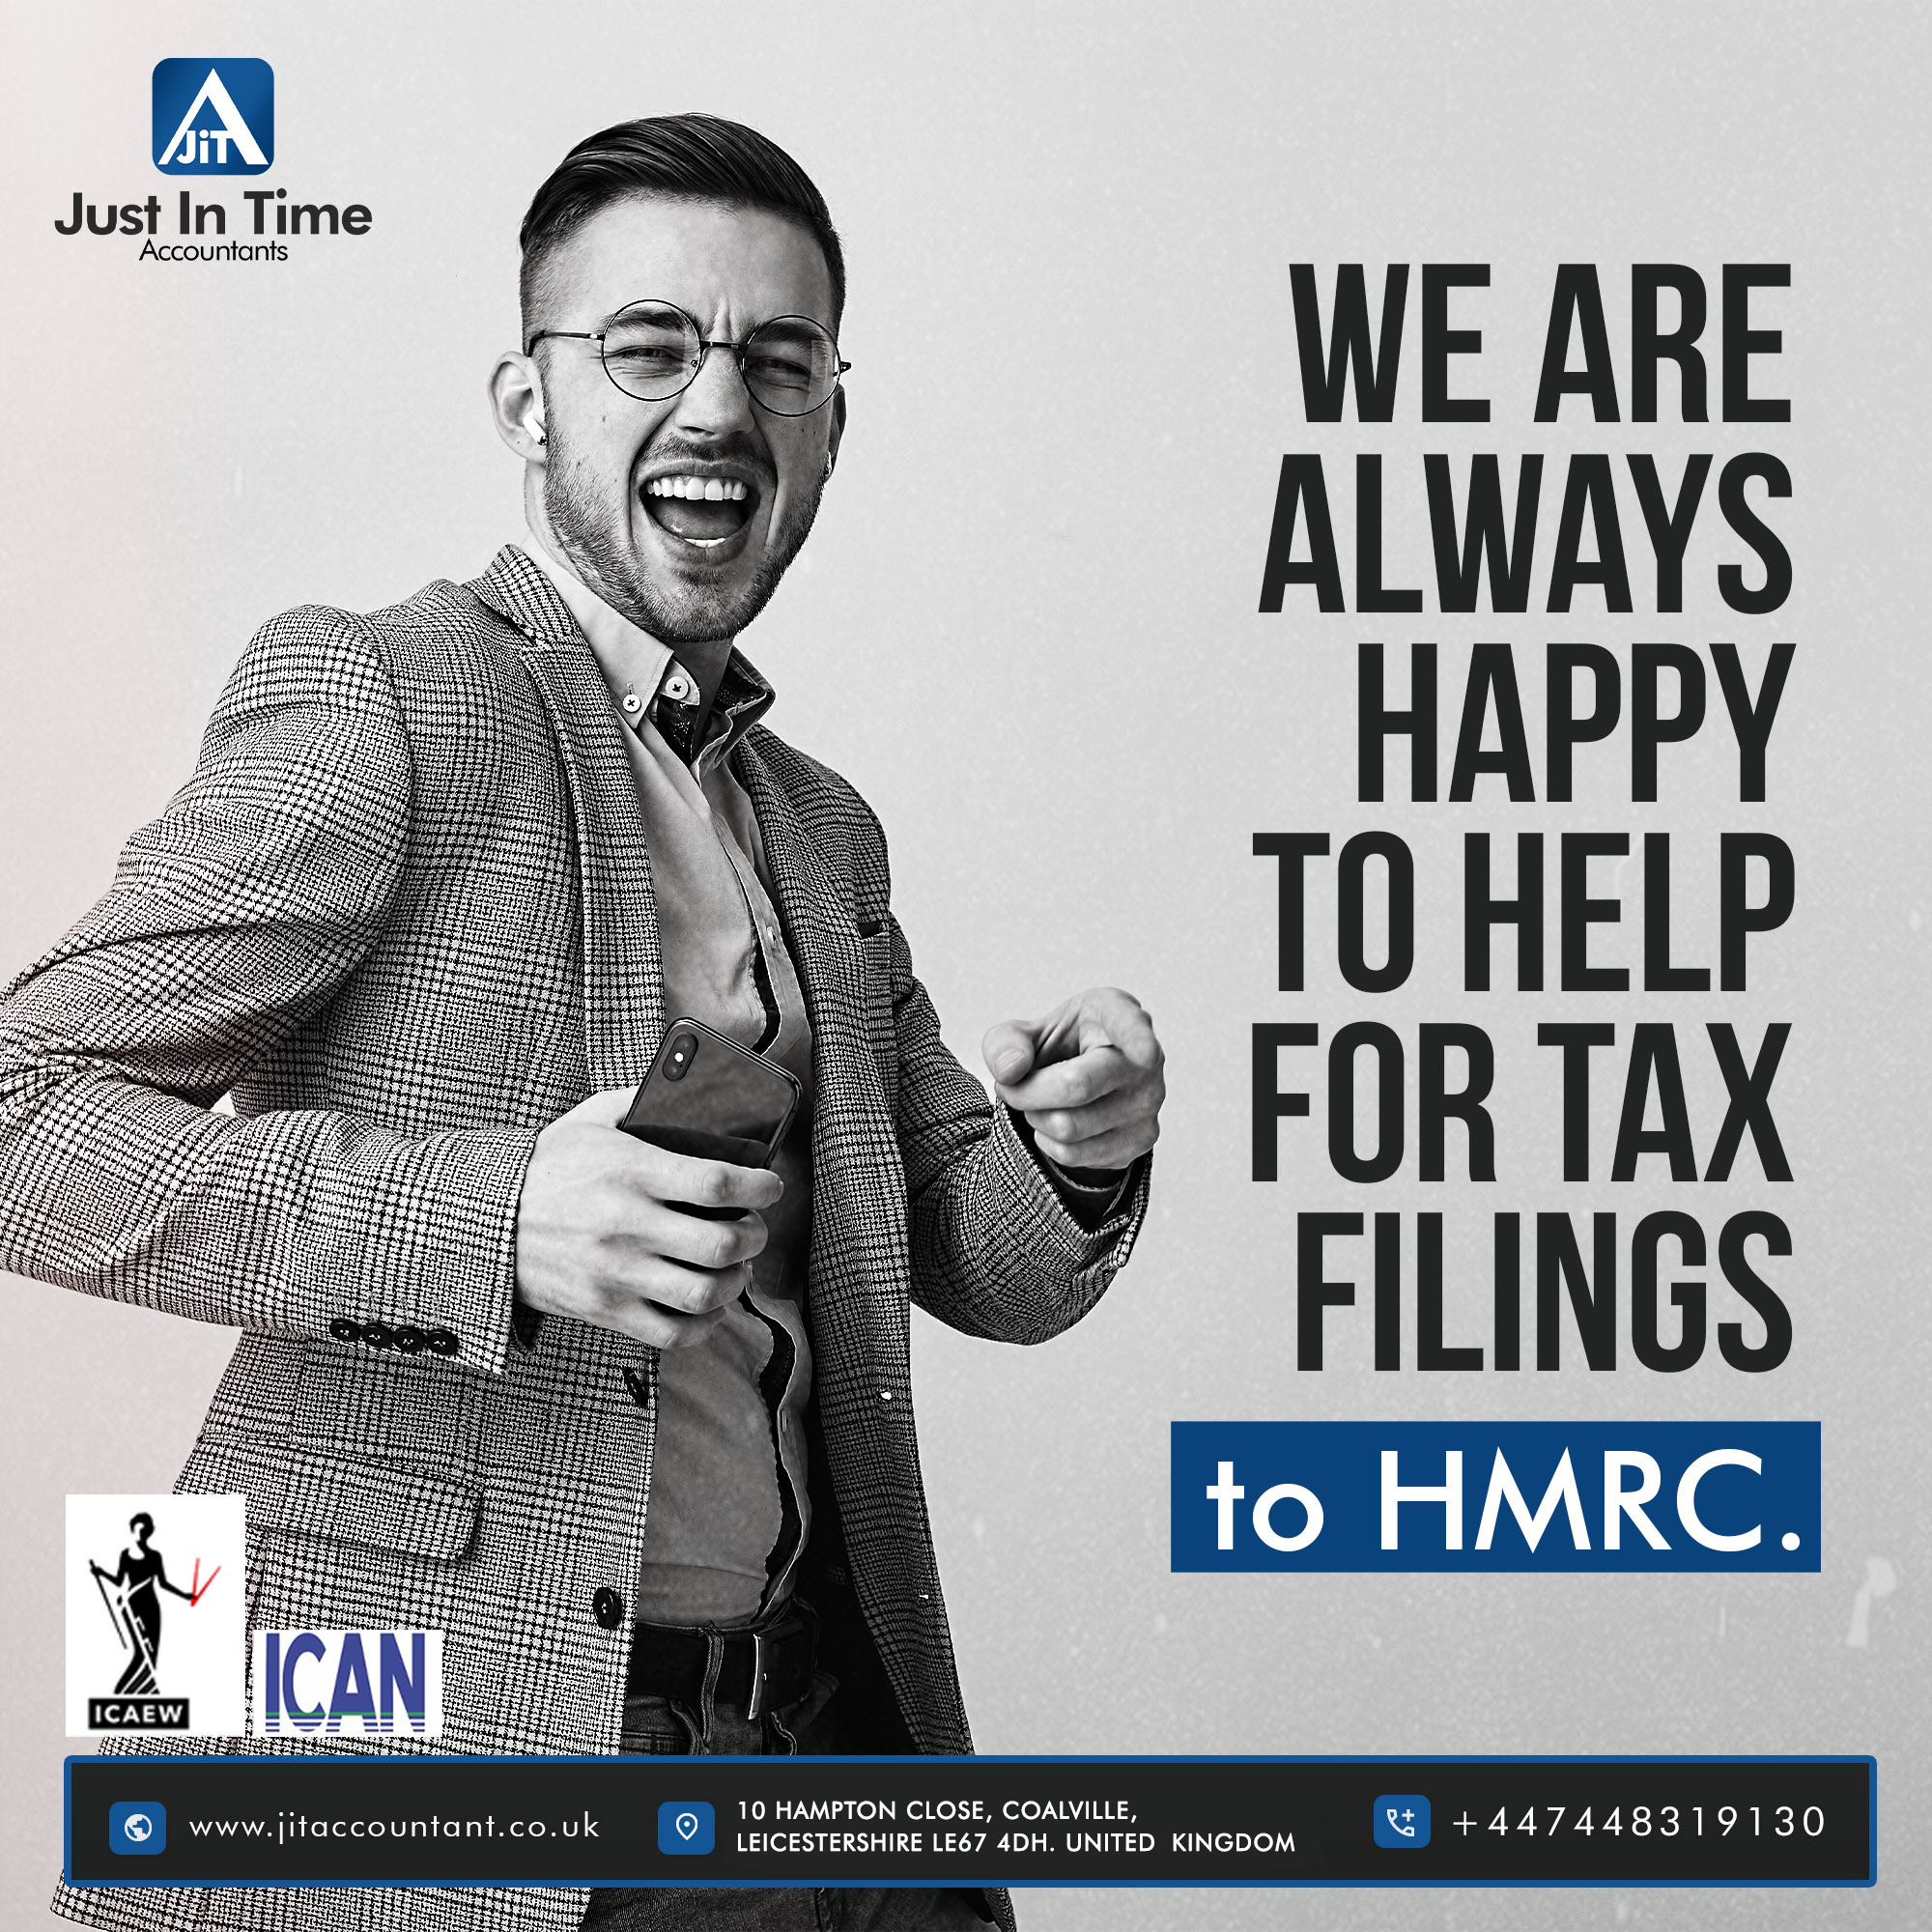 JiT
Just In Time
Accountants
WE ARE
ALWAYS
HAPPY
TO HELP
FOR TAX
FILINGS
to HMRC.
ICAEW
ICAN
www.jitaccountant.co.uk
10 HAMPTON CLOSE, COALVILLE,
LEICESTERSHIRE LE67 4DH. UNITED KINGDOM
+447448319130